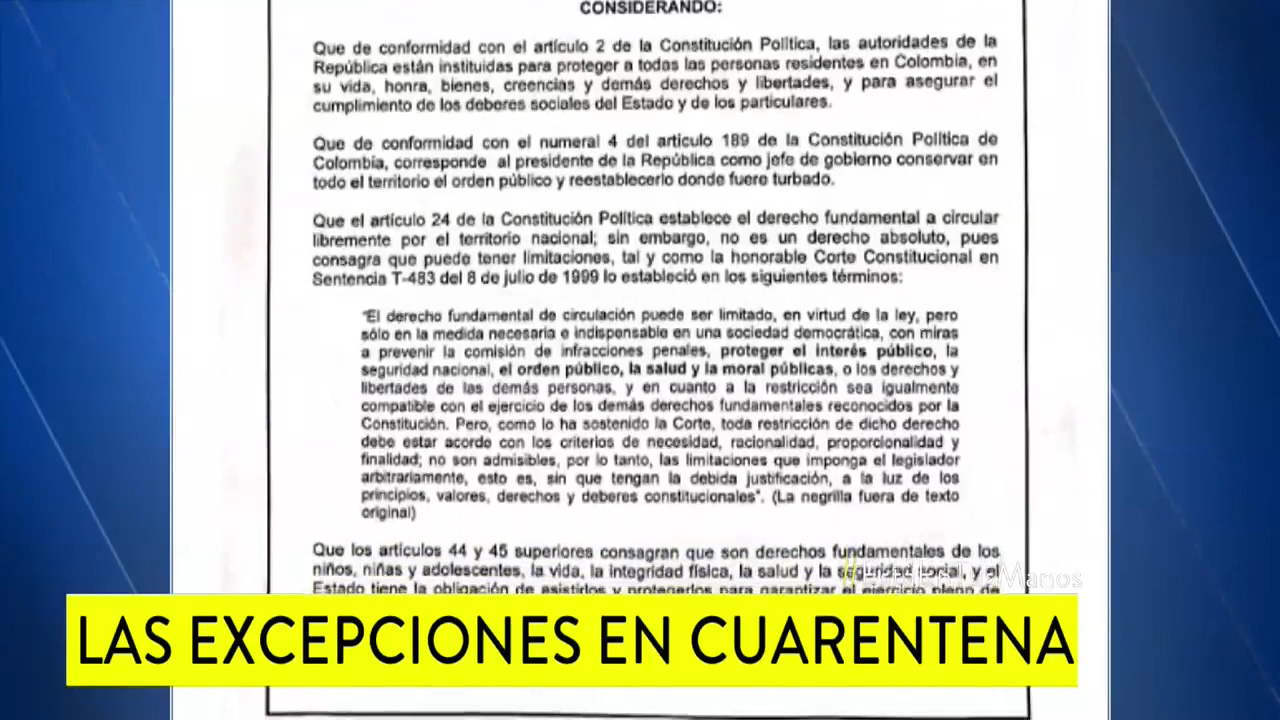 CONSIDERANDO:
Que de conformidad con el artículo 2 de la Constitución Política, las autoridades de la
República están instituidas para proteger a todas las personas residentes en Colombia, en
su vida, honra, bienes, creencias y demás derechos y libertades, y para asegurar el
cumplimiento de los deberes sociales del Estado y de los particulares.
Que de conformidad con el numeral 4 del artículo 189 de la Constitución Política de
Colombia, corresponde al presidente de la República como jefe de gobierno conservar en
todo el territorio el orden público y reestablecerlo donde fuere turbado.
Que el artículo 24 de la Constitución Política establece el derecho fundamental a circular
libremente por el territorio nacional; sin embargo, no es un derecho absoluto, pues
consagra que puede tener limitaciones, tal y como la honorable Corte Constitucional en
Sentencia T-483 del 8 de julio de 1999 lo estableció en los siguientes términos:
"El derecho fundamental de circulación puede ser limitado, en virtud de la ley, pero
sólo en la medida necesaria e indispensable en una sociedad democrática, con miras
a prevenir la comisión de infracciones penales, proteger el interés público, la
seguridad nacional, el orden público, la salud y la moral públicas, o los derechos y
libertades de las demás personas, y en cuanto a la restricción sea igualmente
compatible con el ejercicio de los demás derechos fundamentales reconocidos por la
Constitución. Pero, como lo ha sostenido la Corte, toda restricción de dicho derecho
debe estar acorde con los criterios de necesidad, racionalidad, proporcionalidad y
finalidad; no son admisibles, por lo tanto, las limitaciones que imponga el legislador
arbitrariamente, esto es, sin que tengan la debida justificación, a la luz de los
principios, valores, derechos y deberes constitucionales". (La negrilla fuera de texto
original)
Que los artículos 44 y 45 superiores consagran que son derechos fundamentales de los
niños, niñas y adolescentes, la vida, la integridad física, la salud y la seguridad social, y el
Estado tiene la obligación de asistirlos y protegerlos para garantizar el ejercicio pleno de
LAS EXCEPCIONES EN CUARENTENA